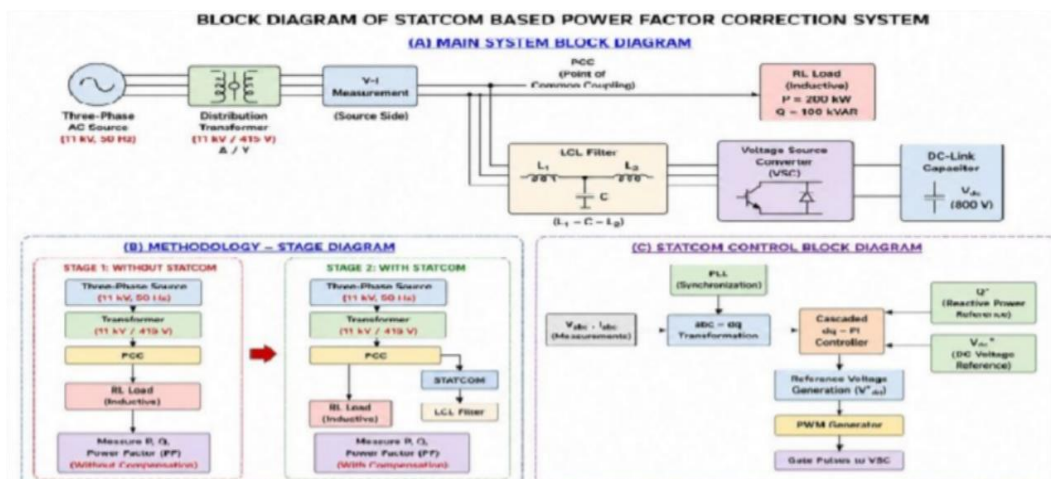 BLOCK DIAGRAM OF STATCOM BASED POWER FACTOR CORRECTION SYSTEM
(A) MAIN SYSTEM BLOCK DIAGRAM
Three-Phase
AC Source
(11 kV, 50 Hz)
Distribution
Transformer
(11 kV / 415 V)
Δ / Y
V-I
Measurement
(Source Side)
PCC
(Point of
Common Coupling)
RL Load
(Inductive)
P = 200 kW
Q = 100 kVAR
LCL Filter
L₁
L₂
C
(L₁ – C – L₂)
Voltage Source
Converter
(VSC)
DC-Link
Capacitor
Vdc
(800 V)
(B) METHODOLOGY – STAGE DIAGRAM
STAGE 1: WITHOUT STATCOM
Three-Phase Source
(11 kV, 50 Hz)
Transformer
(11 kV / 415 V)
PCC
RL Load
(Inductive)
Measure P, Q,
Power Factor (PF)
(Without Compensation)
STAGE 2: WITH STATCOM
Three-Phase Source
(11 kV, 50 Hz)
Transformer
(11 kV / 415 V)
PCC
STATCOM
LCL Filter
RL Load
(Inductive)
Measure P, Q,
Power Factor (PF)
(With Compensation)
(C) STATCOM CONTROL BLOCK DIAGRAM
PLL
(Synchronization)
Vabc , Iabc
(Measurements)
abc – dq
Transformation
Cascaded
dq – PI
Controller
Q*
(Reactive Power
Reference)
Vdc*
(DC Voltage
Reference)
Reference Voltage
Generation (V*abc)
PWM Generator
Gate Pulses to VSC